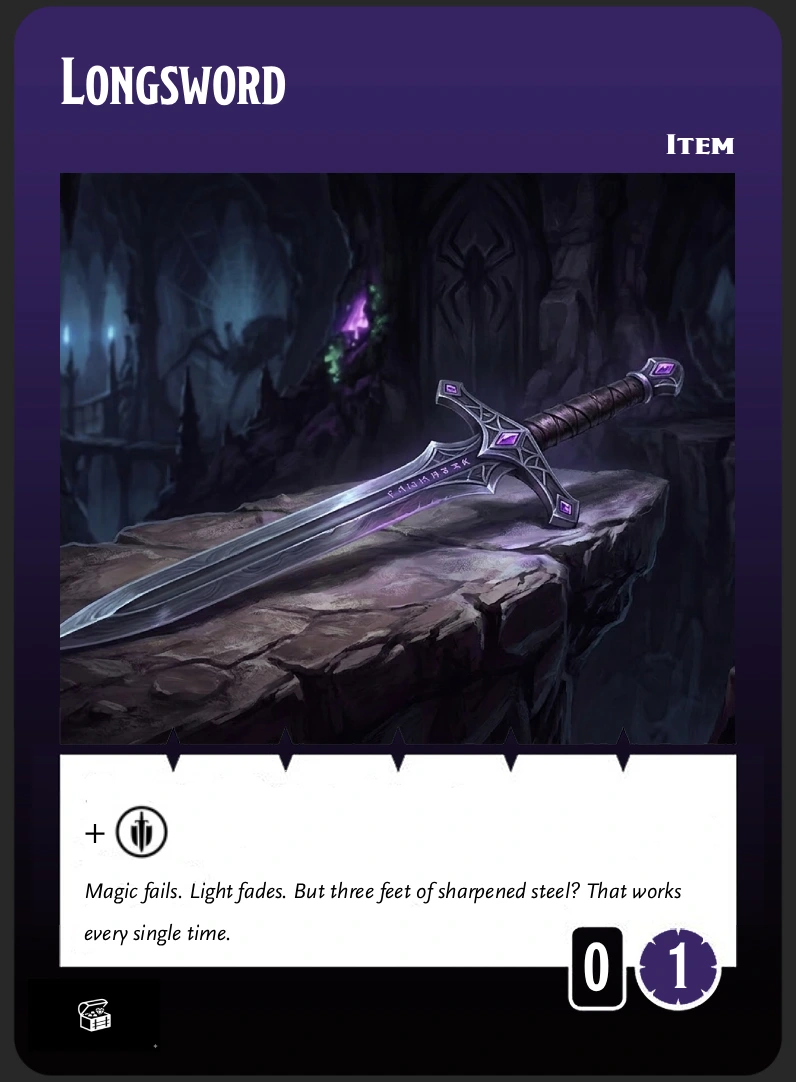 Longsword
Item
+
Magic fails. Light fades. But three feet of sharpened steel? That works
every single time.
0 1